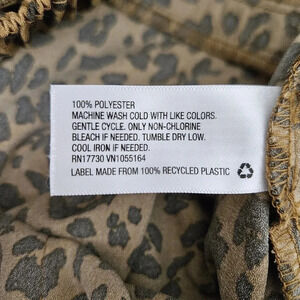 100% POLYESTER
MACHINE WASH COLD WITH LIKE COLORS.
GENTLE CYCLE. ONLY NON-CHLORINE
BLEACH IF NEEDED. TUMBLE DRY LOW.
COOL IRON IF NEEDED.
RN17730 VN1055164
LABEL MADE FROM 100% RECYCLED PLASTIC